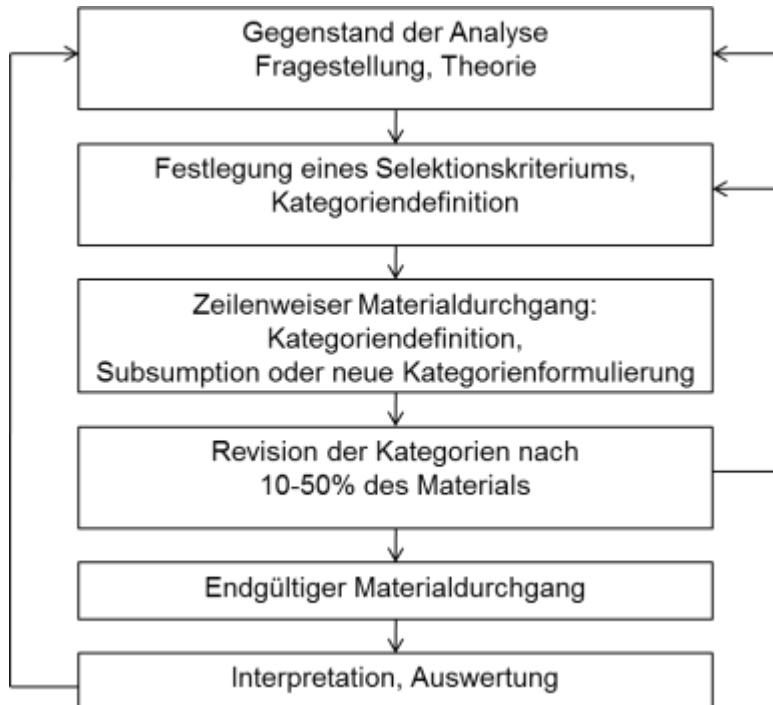 Gegenstand der Analyse
Fragestellung, Theorie
Festlegung eines Selektionskriteriums,
Kategoriendefinition
Zeilenweiser Materialdurchgang:
Kategoriendefinition,
Subsumption oder neue Kategorienformulierung
Revision der Kategorien nach
10-50% des Materials
Endgültiger Materialdurchgang
Interpretation, Auswertung